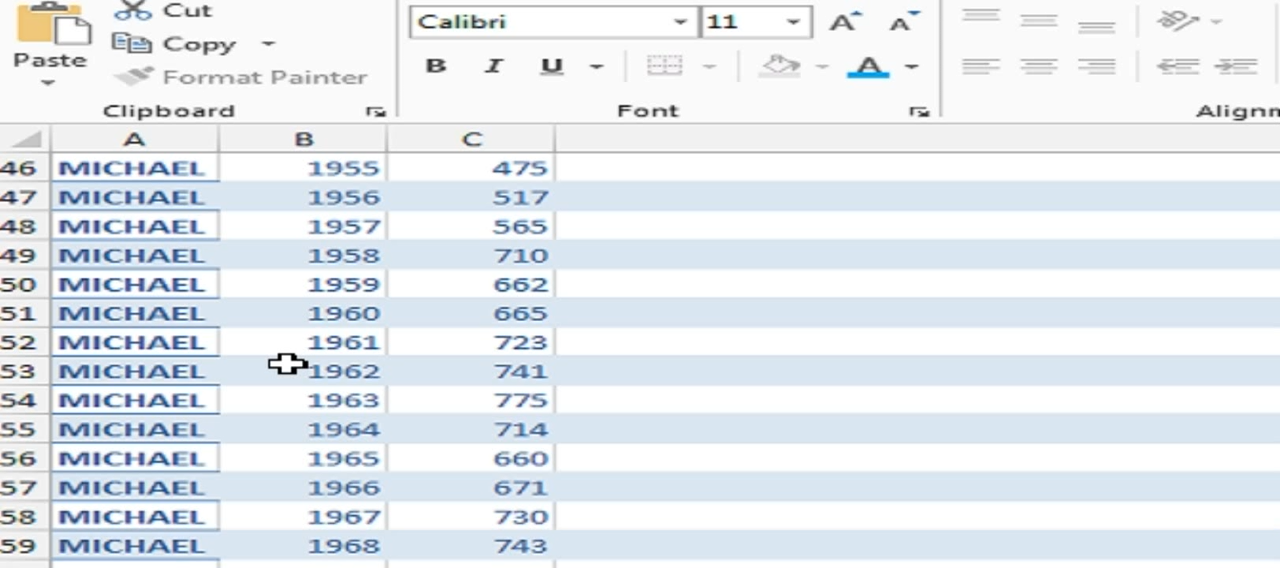 Cut
Copy
Paste
Format Painter
Clipboard
Calibri
11
A A
B I U A
Font
Alignn
A B C
46 MICHAEL 1955 475
47 MICHAEL 1956 517
48 MICHAEL 1957 565
49 MICHAEL 1958 710
50 MICHAEL 1959 662
51 MICHAEL 1960 665
52 MICHAEL 1961 723
53 MICHAEL 1962 741
54 MICHAEL 1963 775
55 MICHAEL 1964 714
56 MICHAEL 1965 660
57 MICHAEL 1966 671
58 MICHAEL 1967 730
59 MICHAEL 1968 743